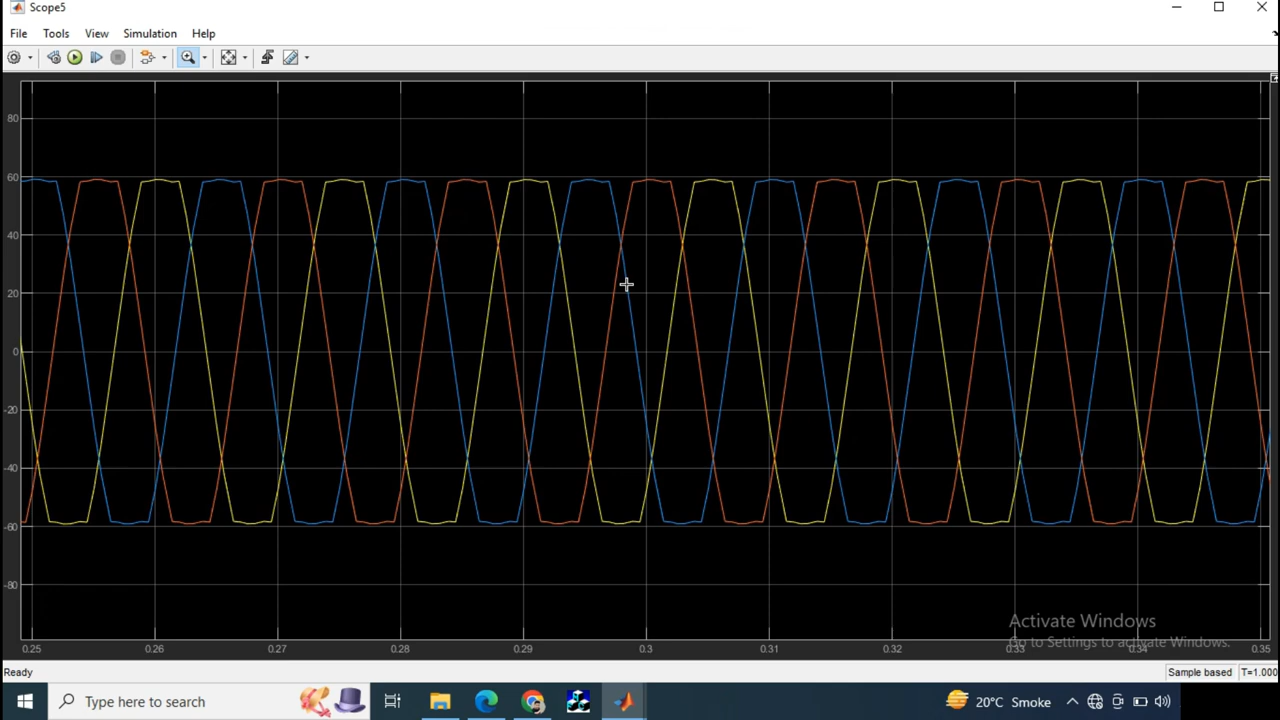 Scope5
File Tools View Simulation Help
80
60
40
20
0
-20
-40
-60
-80
0.25 0.26 0.27 0.28 0.29 0.3 0.31 0.32 0.33 0.34 0.35
Activate Windows
Go to Settings to activate Windows.
Ready Sample based T=1.000
Type here to search 20°C Smoke